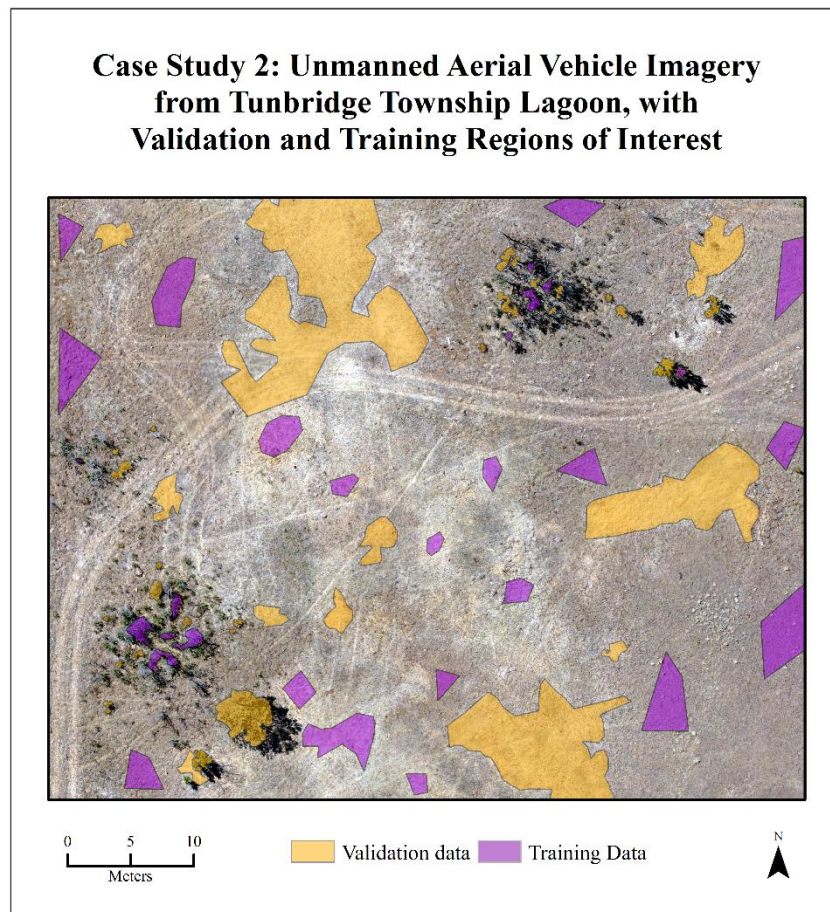 Case Study 2: Unmanned Aerial Vehicle Imagery
from Tunbridge Township Lagoon, with
Validation and Training Regions of Interest
0 5 10
Meters
Validation data
Training Data
N